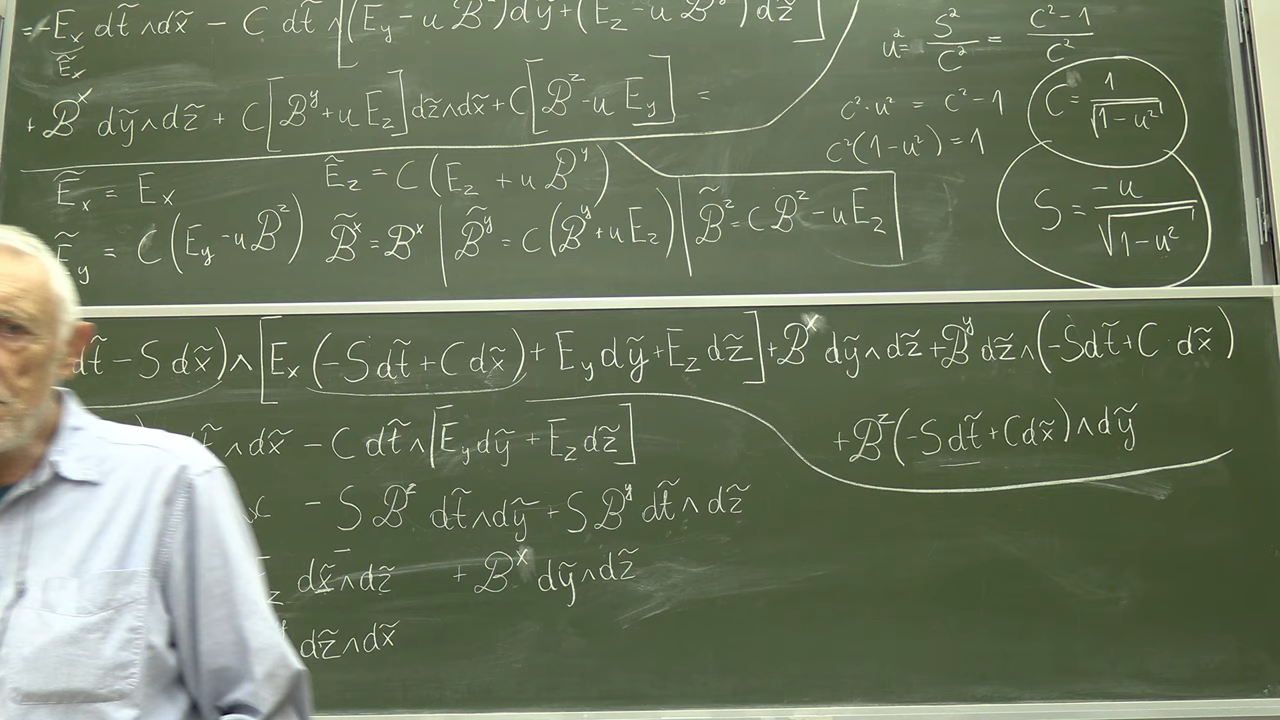 = -E_x dt̃ ∧ dx̃ - C dt̃ ∧ [(E_y - u B^z) dỹ + (E_z - u B^y) dz̃]
Ẽ_x
+ B^x dỹ ∧ dz̃ + C [B^y + u E_z] dz̃ ∧ dx̃ + C [B^z - u E_y] =
Ẽ_x = E_x
Ẽ_z = C (E_z + u B^y)
Ẽ_y = C (E_y - u B^z)
B̃^x = B^x | B̃^y = C (B^y + u E_z) | B̃^z = C B^z - u E_z
u² = S²/C² = (C² - 1)/C²
C² · u² = C² - 1
C² (1 - u²) = 1
C = 1/√(1 - u²)
S = -u/√(1 - u²)
dt̃ - S dx̃) ∧ [E_x (-S dt̃ + C dx̃) + E_y dỹ + E_z dz̃] + B^x dỹ ∧ dz̃ + B^y dz̃ ∧ (-S dt̃ + C dx̃)
+ B^z (-S dt̃ + C dx̃) ∧ dỹ
t̃ ∧ dx̃ - C dt̃ ∧ [E_y dỹ + E_z dz̃]
- S B^z dt̃ ∧ dỹ + S B^y dt̃ ∧ dz̃
z dx̃ ∧ dz̃ + B^x dỹ ∧ dz̃
dz̃ ∧ dx̃